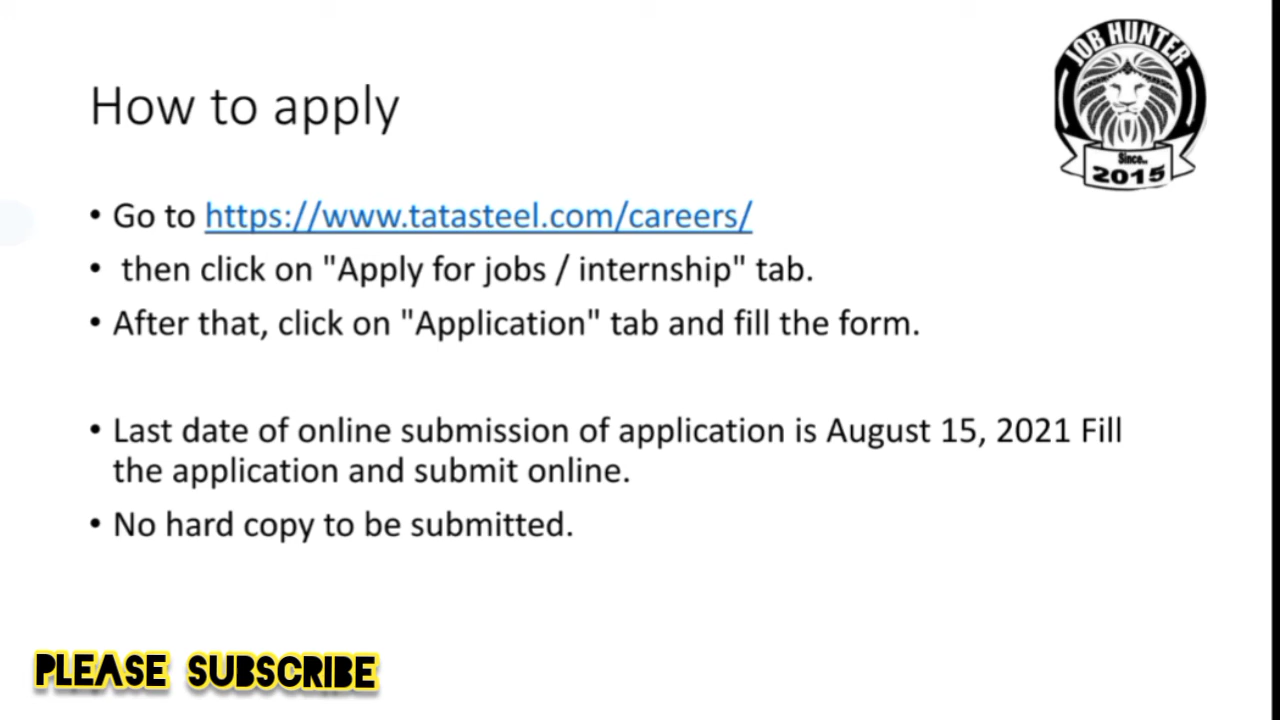 JOB HUNTER
Since..
2015
How to apply
• Go to https://www.tatasteel.com/careers/
• then click on "Apply for jobs / internship" tab.
• After that, click on "Application" tab and fill the form.
• Last date of online submission of application is August 15, 2021 Fill
the application and submit online.
• No hard copy to be submitted.
PLEASE SUBSCRIBE